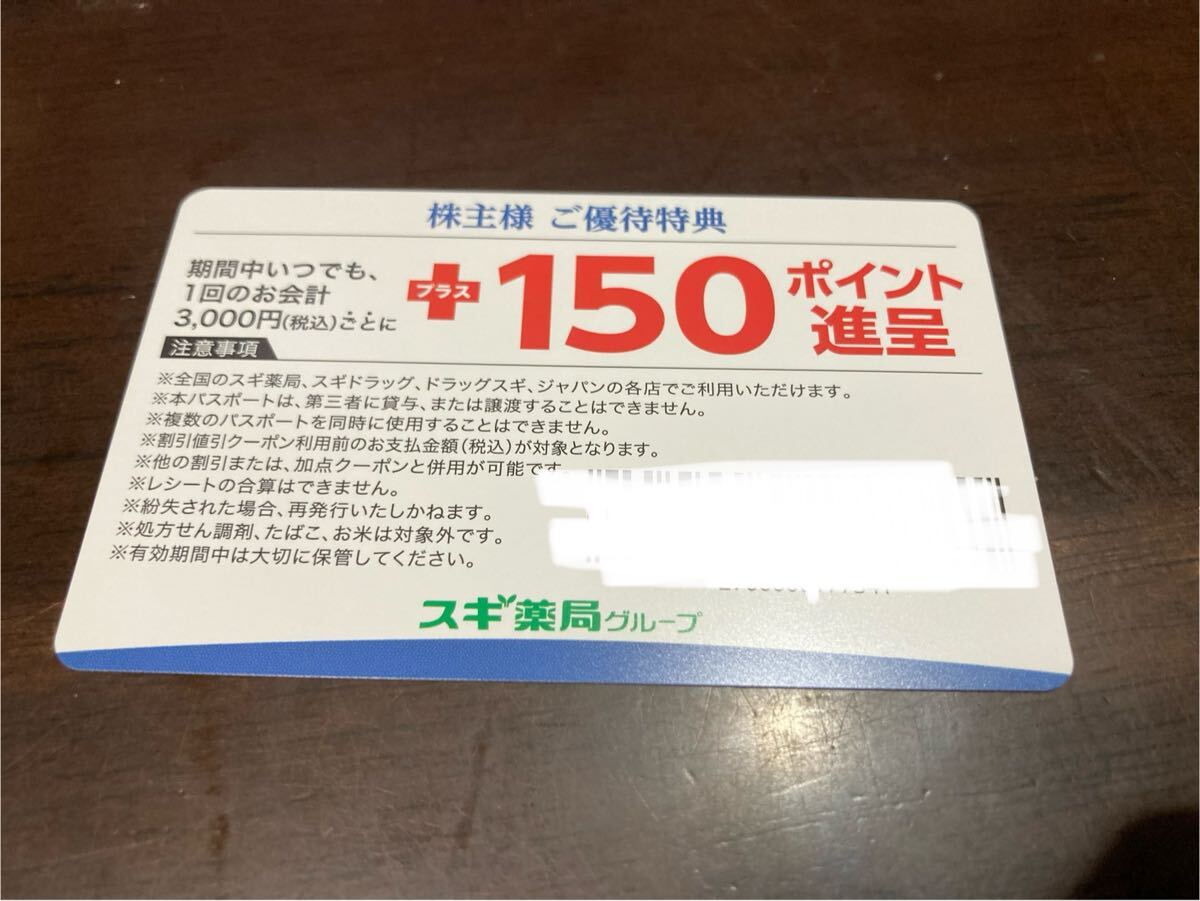 株主様 ご優待特典
期間中いつでも、
1回のお会計
3,000円(税込)ごとに
プラス
150
ポイント
進呈
注意事項
※全国のスギ薬局、スギドラッグ、ドラッグスギ、ジャパンの各店でご利用いただけます。
※本パスポートは、第三者に貸与、または譲渡することはできません。
※複数のパスポートを同時に使用することはできません。
※割引値引クーポン利用前のお支払金額(税込)が対象となります。
※他の割引または、加点クーポンと併用が可能です。
※レシートの合算はできません。
※紛失された場合、再発行いたしかねます。
※処方せん調剤、たばこ、お米は対象外です。
※有効期間中は大切に保管してください。
スギ薬局グループ